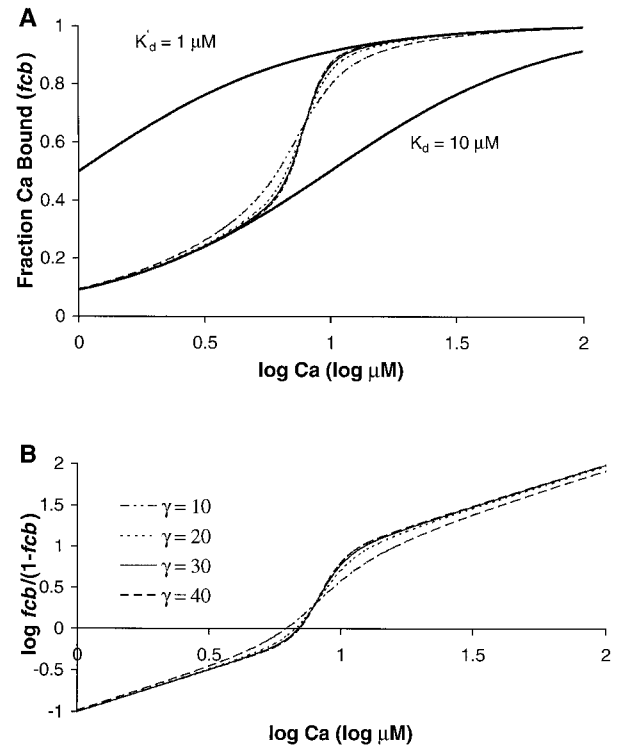 A
Fraction Ca Bound (fcb)
1
0.8
0.6
0.4
0.2
0
K'd = 1 μM
Kd = 10 μM
0 0.5 1 1.5 2
log Ca (log μM)
B
log fcb/(1-fcb)
2
1.5
1
0.5
0
-0.5
-1
γ = 10
γ = 20
γ = 30
γ = 40
0 0.5 1 1.5 2
log Ca (log μM)